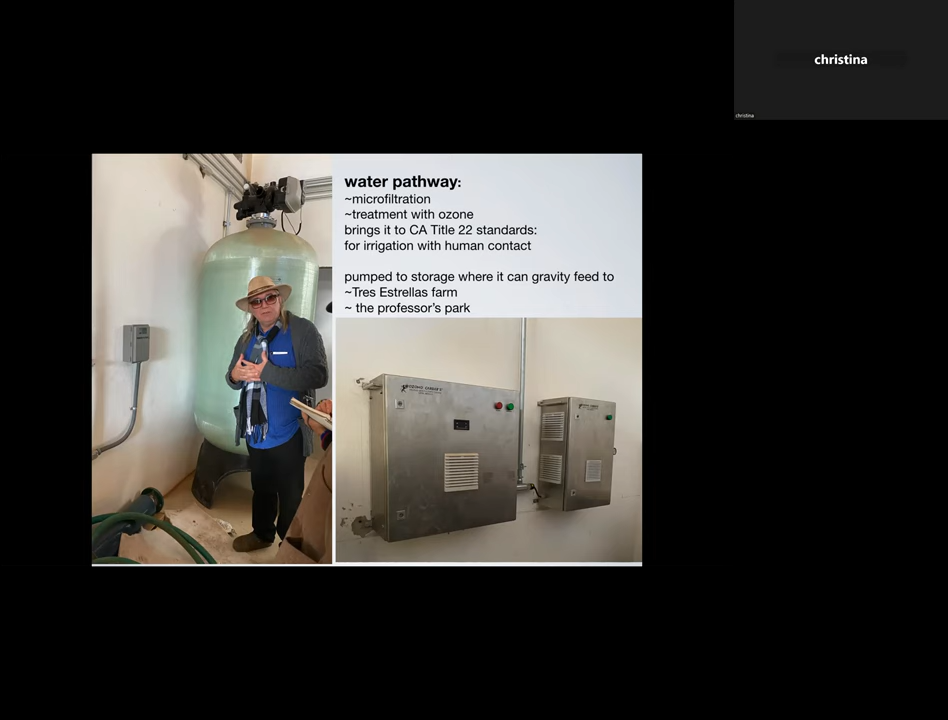 christina
christina
water pathway:
~microfiltration
~treatment with ozone
brings it to CA Title 22 standards:
for irrigation with human contact
pumped to storage where it can gravity feed to
~Tres Estrellas farm
~ the professor's park